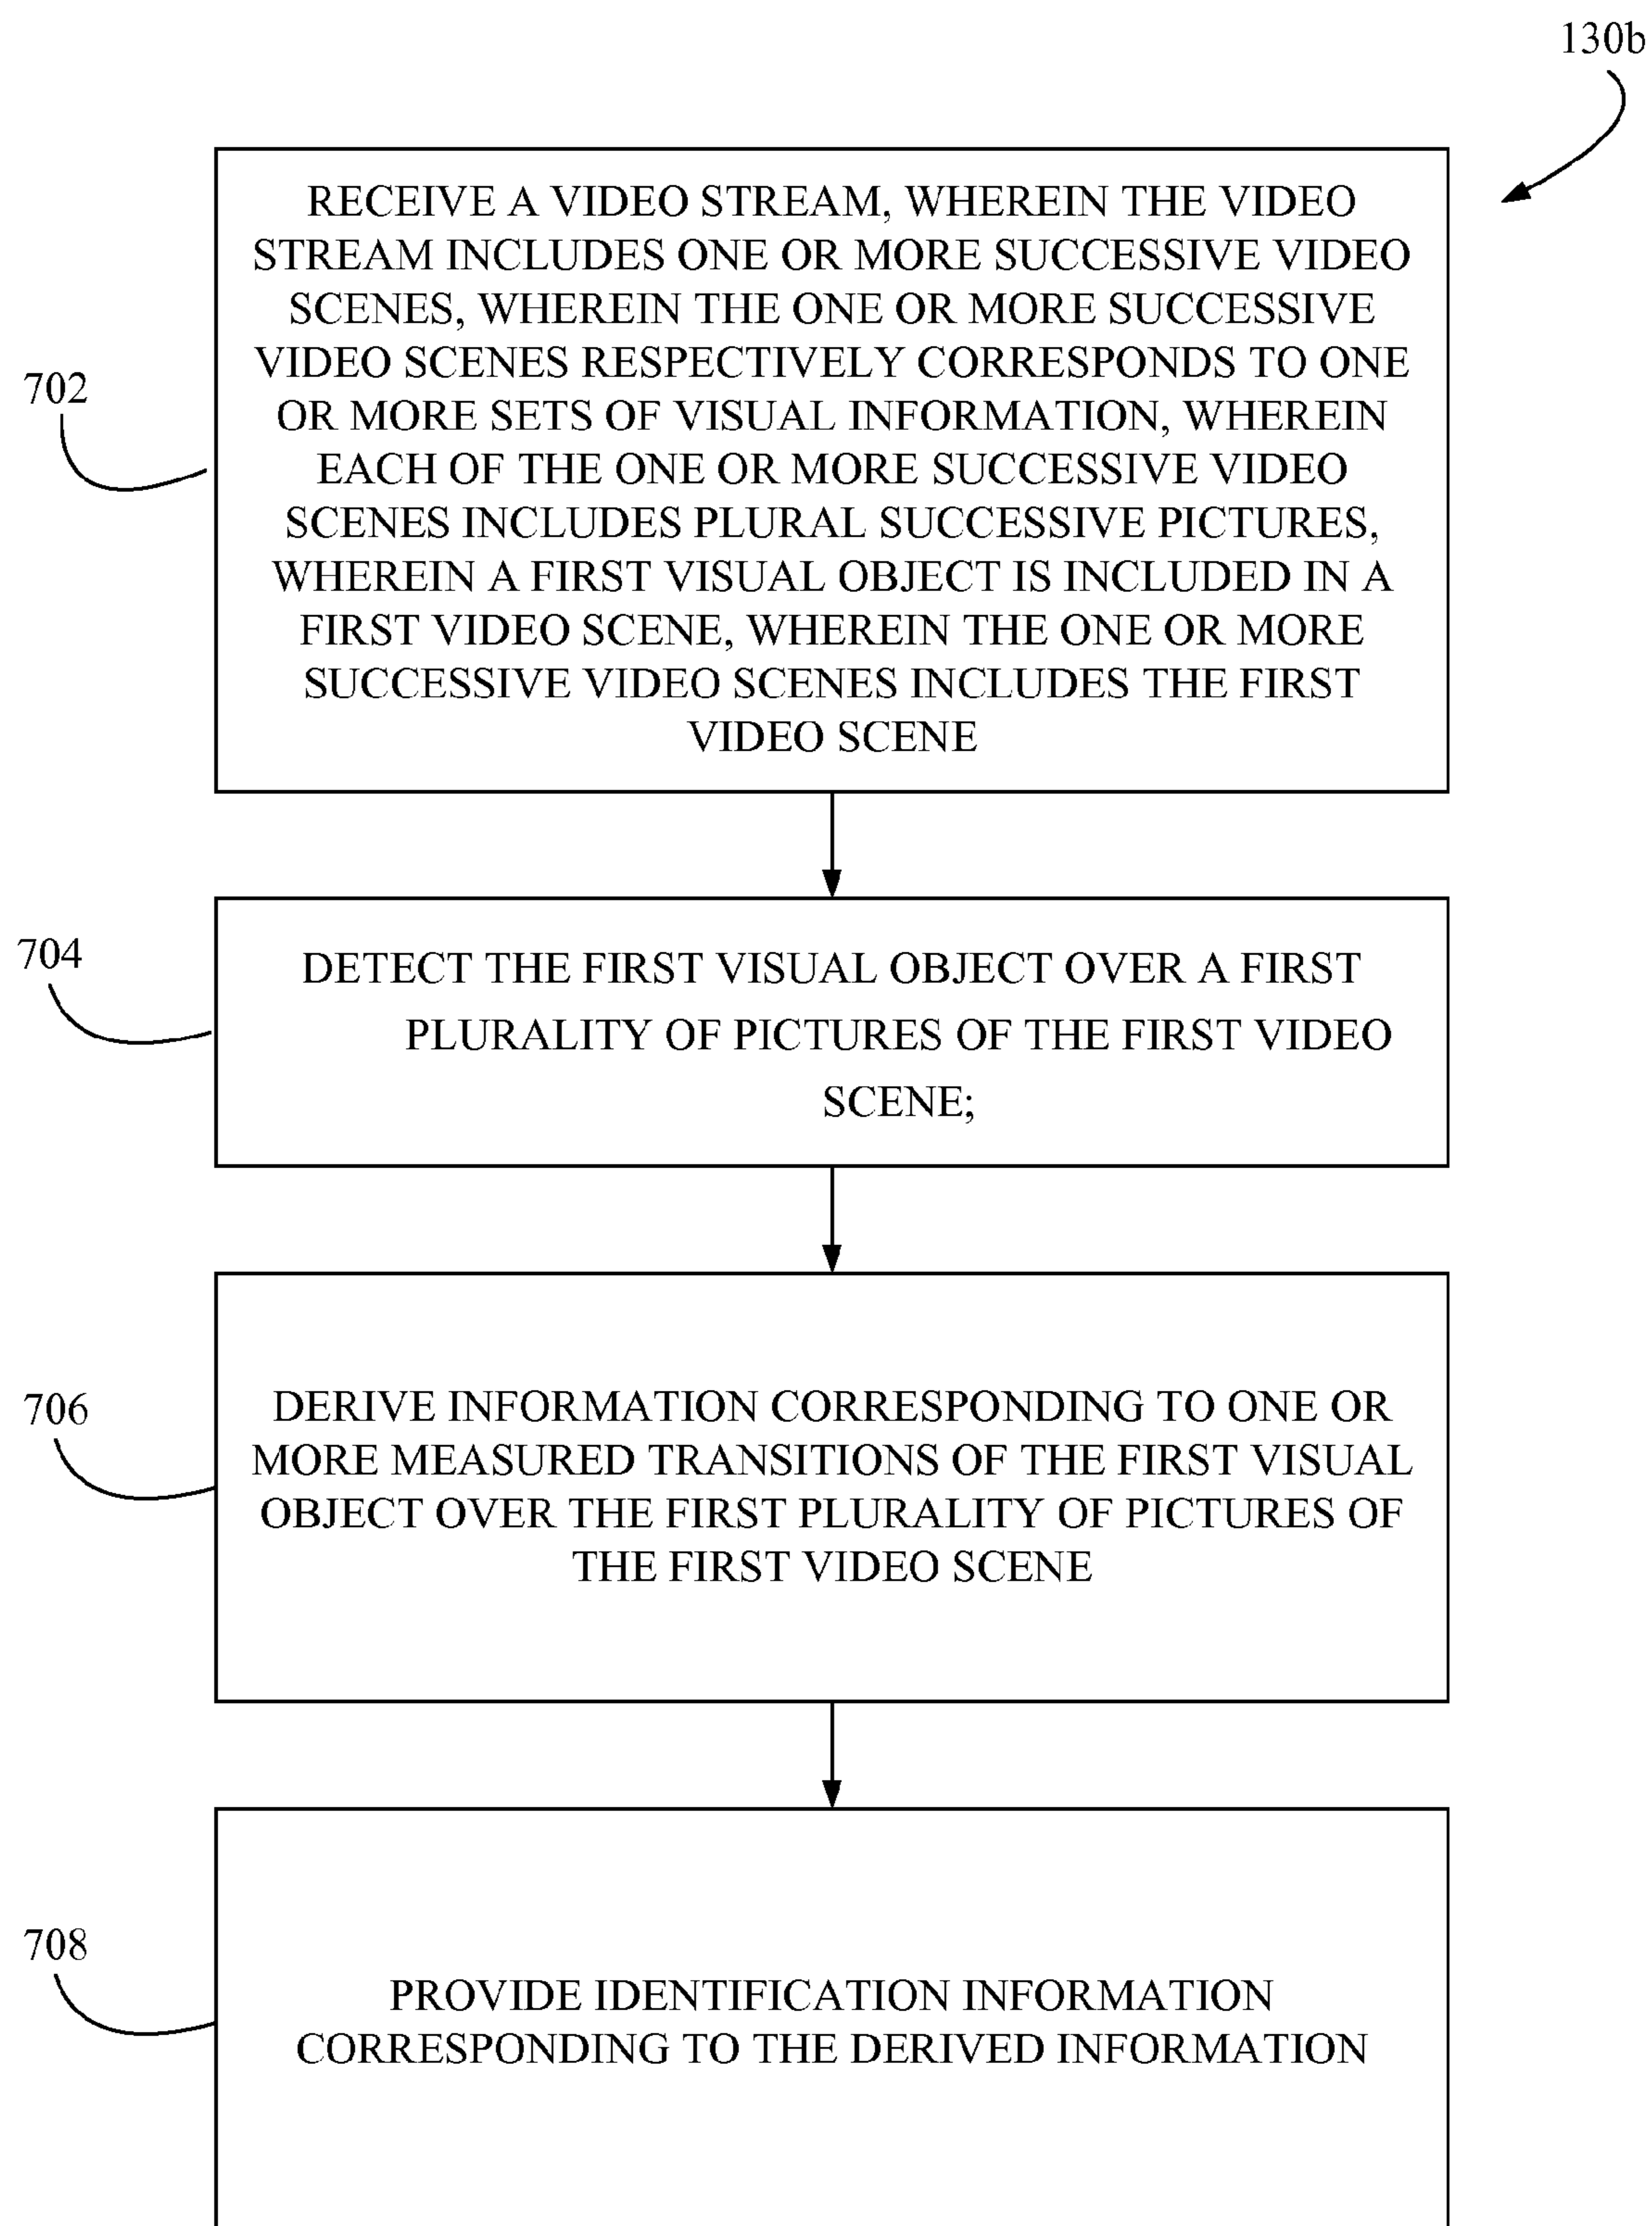 130b
RECEIVE A VIDEO STREAM, WHEREIN THE VIDEO
STREAM INCLUDES ONE OR MORE SUCCESSIVE VIDEO
SCENES, WHEREIN THE ONE OR MORE SUCCESSIVE
VIDEO SCENES RESPECTIVELY CORRESPONDS TO ONE
OR MORE SETS OF VISUAL INFORMATION, WHEREIN
EACH OF THE ONE OR MORE SUCCESSIVE VIDEO
SCENES INCLUDES PLURAL SUCCESSIVE PICTURES,
WHEREIN A FIRST VISUAL OBJECT IS INCLUDED IN A
FIRST VIDEO SCENE, WHEREIN THE ONE OR MORE
SUCCESSIVE VIDEO SCENES INCLUDES THE FIRST
VIDEO SCENE
702
DETECT THE FIRST VISUAL OBJECT OVER A FIRST
PLURALITY OF PICTURES OF THE FIRST VIDEO
SCENE;
704
DERIVE INFORMATION CORRESPONDING TO ONE OR
MORE MEASURED TRANSITIONS OF THE FIRST VISUAL
OBJECT OVER THE FIRST PLURALITY OF PICTURES OF
THE FIRST VIDEO SCENE
706
PROVIDE IDENTIFICATION INFORMATION
CORRESPONDING TO THE DERIVED INFORMATION
708